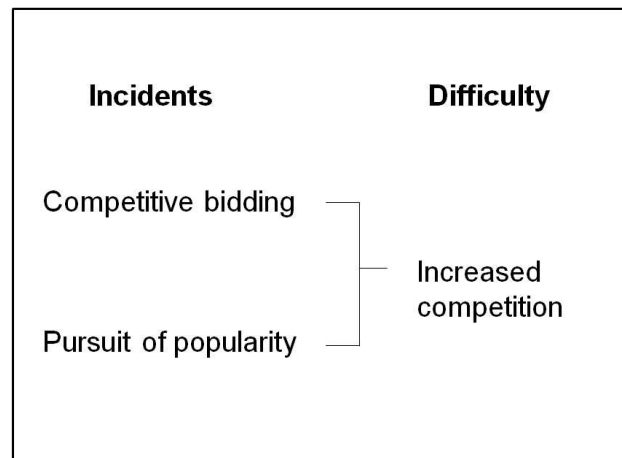 Incidents
Difficulty
Competitive bidding
Increased
competition
Pursuit of popularity